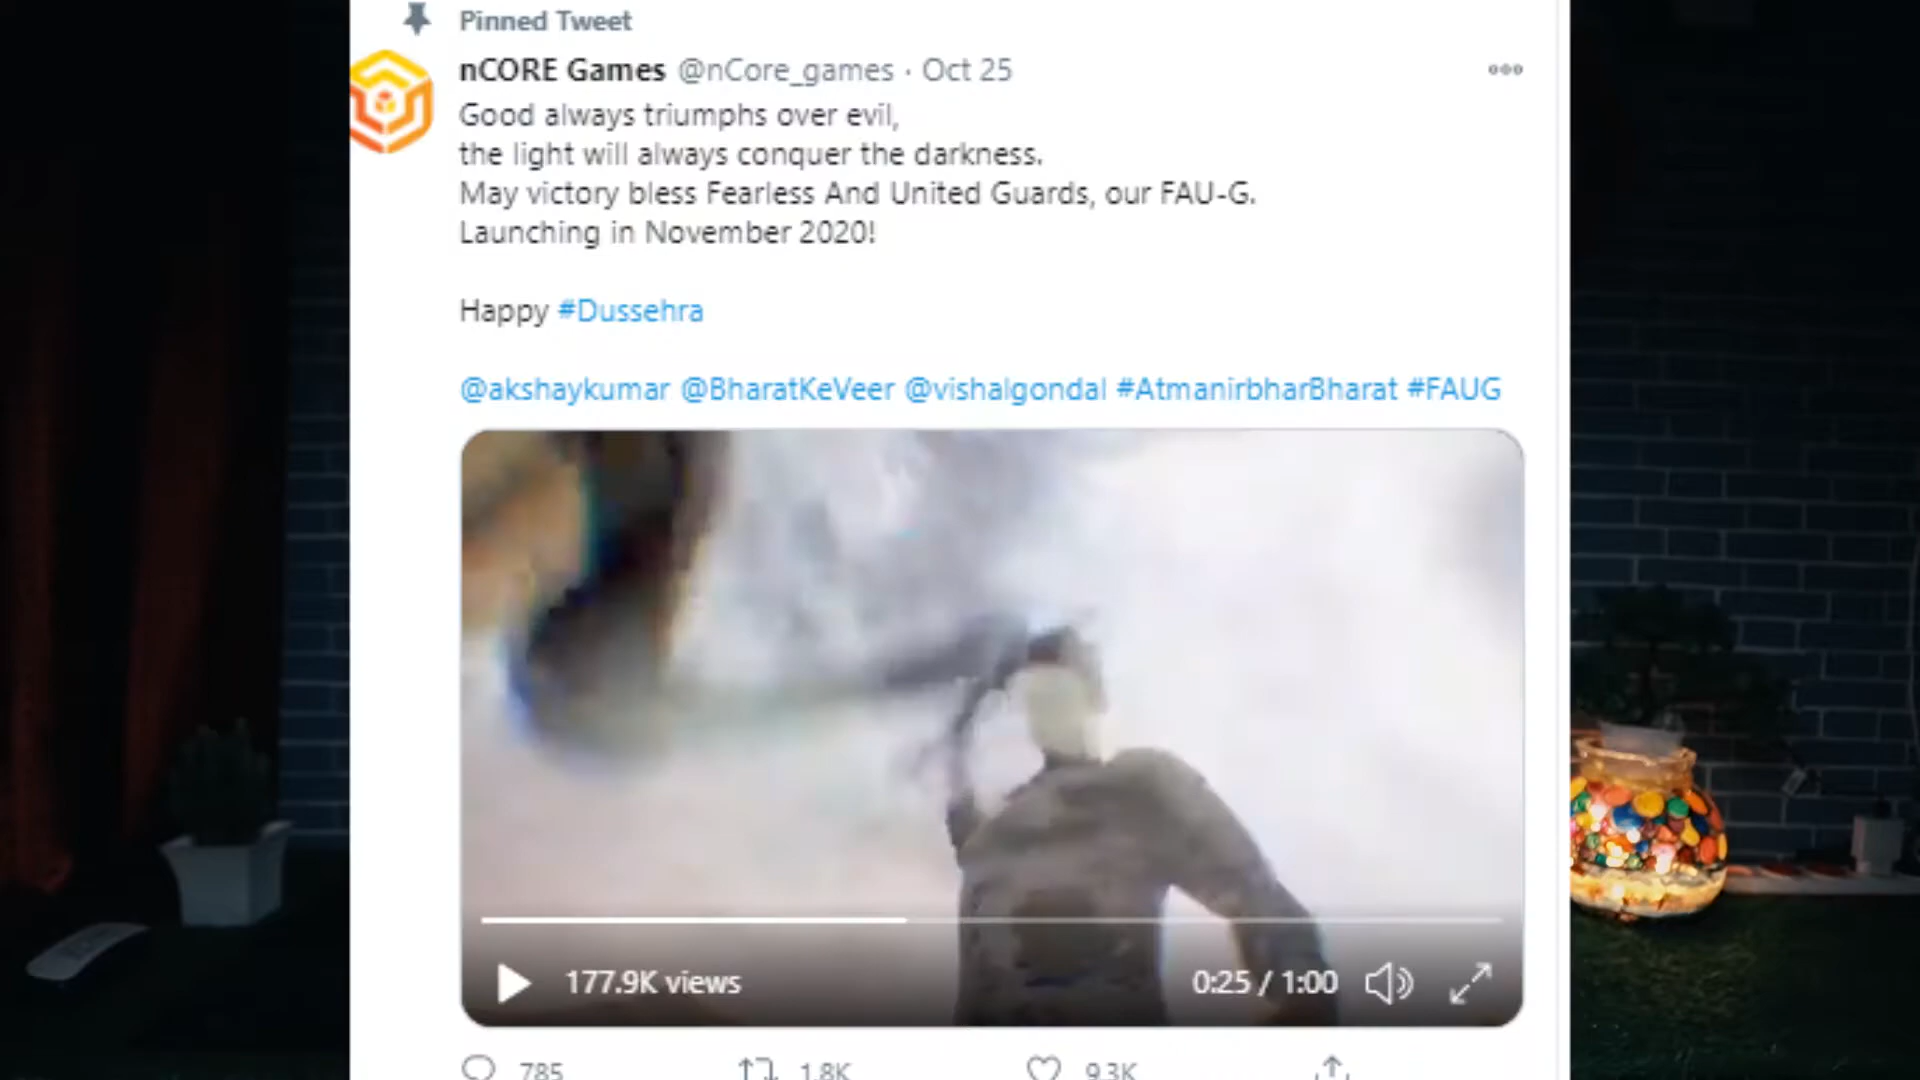 Pinned Tweet
nCORE Games @nCore_games · Oct 25
Good always triumphs over evil,
the light will always conquer the darkness.
May victory bless Fearless And United Guards, our FAU-G.
Launching in November 2020!
Happy #Dussehra
@akshaykumar @BharatKeVeer @vishalgondal #AtmanirbharBharat #FAUG
177.9K views
0:25 / 1:00
785
1.8K
9.3K